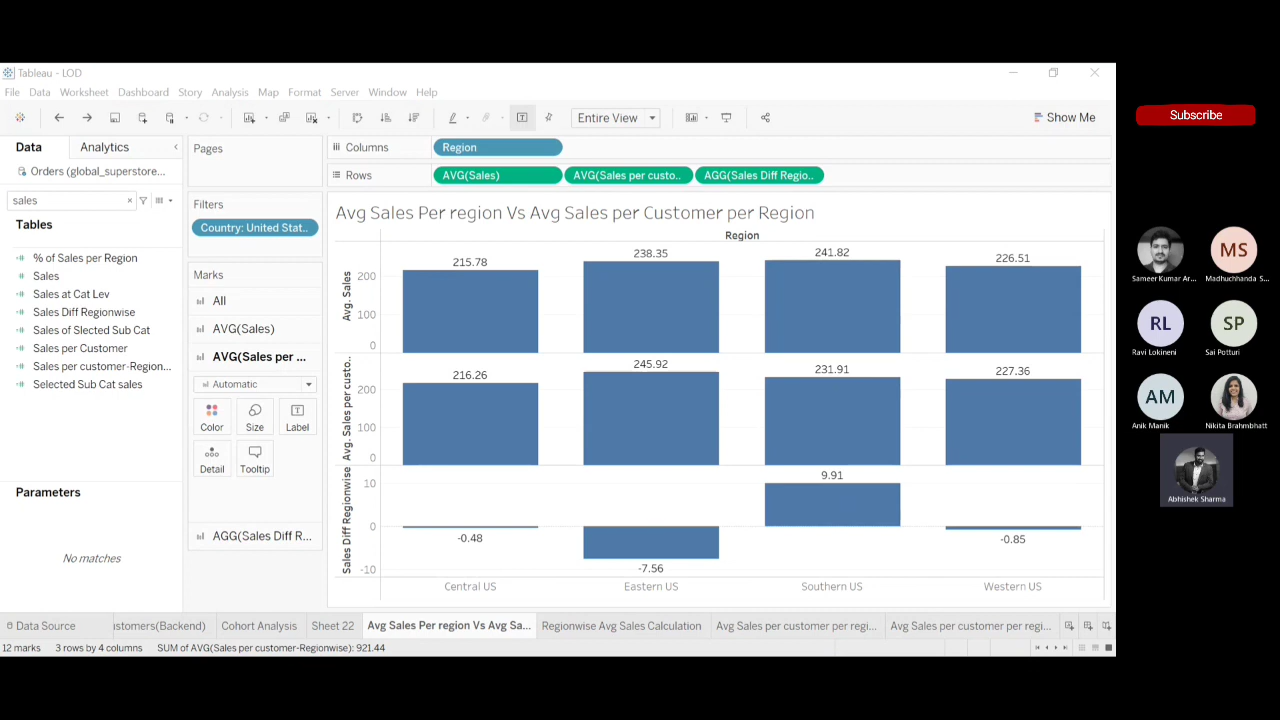 Tableau - LOD
File Data Worksheet Dashboard Story Analysis Map Format Server Window Help
Entire View
Show Me
Data Analytics
Orders (global_superstore...
sales
Tables
% of Sales per Region
Sales
Sales at Cat Lev
Sales Diff Regionwise
Sales of Slected Sub Cat
Sales per Customer
Sales per customer-Region...
Selected Sub Cat sales
Parameters
No matches
Pages
Filters
Country: United Stat..
Marks
All
AVG(Sales)
AVG(Sales per ...
Automatic
Color Size Label
Detail Tooltip
AGG(Sales Diff R...
Columns Region
Rows AVG(Sales) AVG(Sales per custo.. AGG(Sales Diff Regio..
Avg Sales Per region Vs Avg Sales per Customer per Region
Region
Avg. Sales
200
100
0
215.78 238.35 241.82 226.51
Avg. Sales per custo..
200
100
0
216.26 245.92 231.91 227.36
Sales Diff Regionwise
10
0
-10
-0.48 -7.56 9.91 -0.85
Central US Eastern US Southern US Western US
Data Source ustomers(Backend) Cohort Analysis Sheet 22 Avg Sales Per region Vs Avg Sa... Regionwise Avg Sales Calculation Avg Sales per customer per regi... Avg Sales per customer per regi...
12 marks 3 rows by 4 columns SUM of AVG(Sales per customer-Regionwise): 921.44
Subscribe
Sameer Kumar Ar...
MS
Madhuchhanda S...
RL
Ravi Lokineni
SP
Sai Potturi
AM
Anik Manik
Nikita Brahmbhatt
Abhishek Sharma